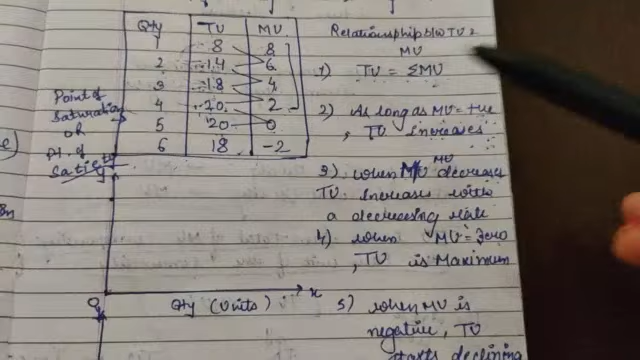 Qty TU MU
1 8 8
2 14 6
3 18 4
4 20 2
5 20 0
6 18 -2
Point of
Saturation
or
pt. of
Satiety
y
O
Qty (Units) x
Relationship b/w TU &
MU
1) TU = ΣMU
2) As long as MU = +ve
, TU increases
3) when MU decreases
TU increases with
a decreasing rate
4) when MU = Zero
, TU is Maximum
5) when MU is
negative, TU
starts declining